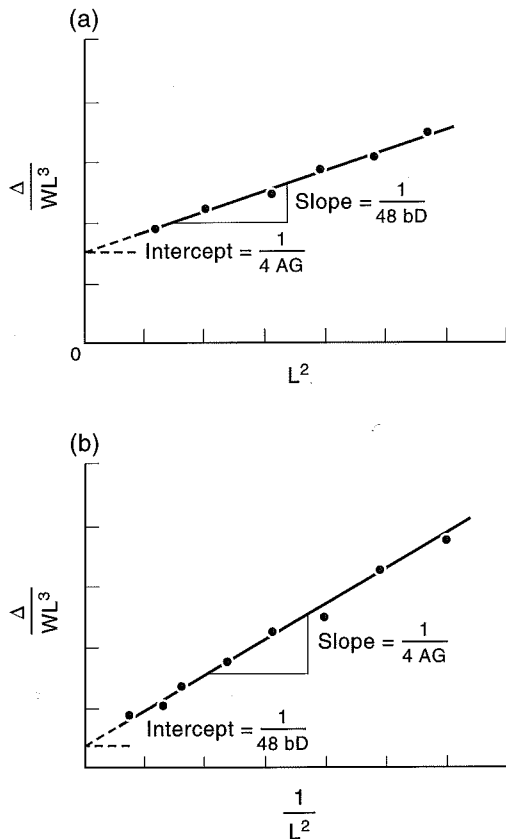 (a)
Δ
WL³
Slope = 1
48 bD
Intercept = 1
4 AG
0
L²
(b)
Δ
WL³
Slope = 1
4 AG
Intercept = 1
48 bD
1
L²